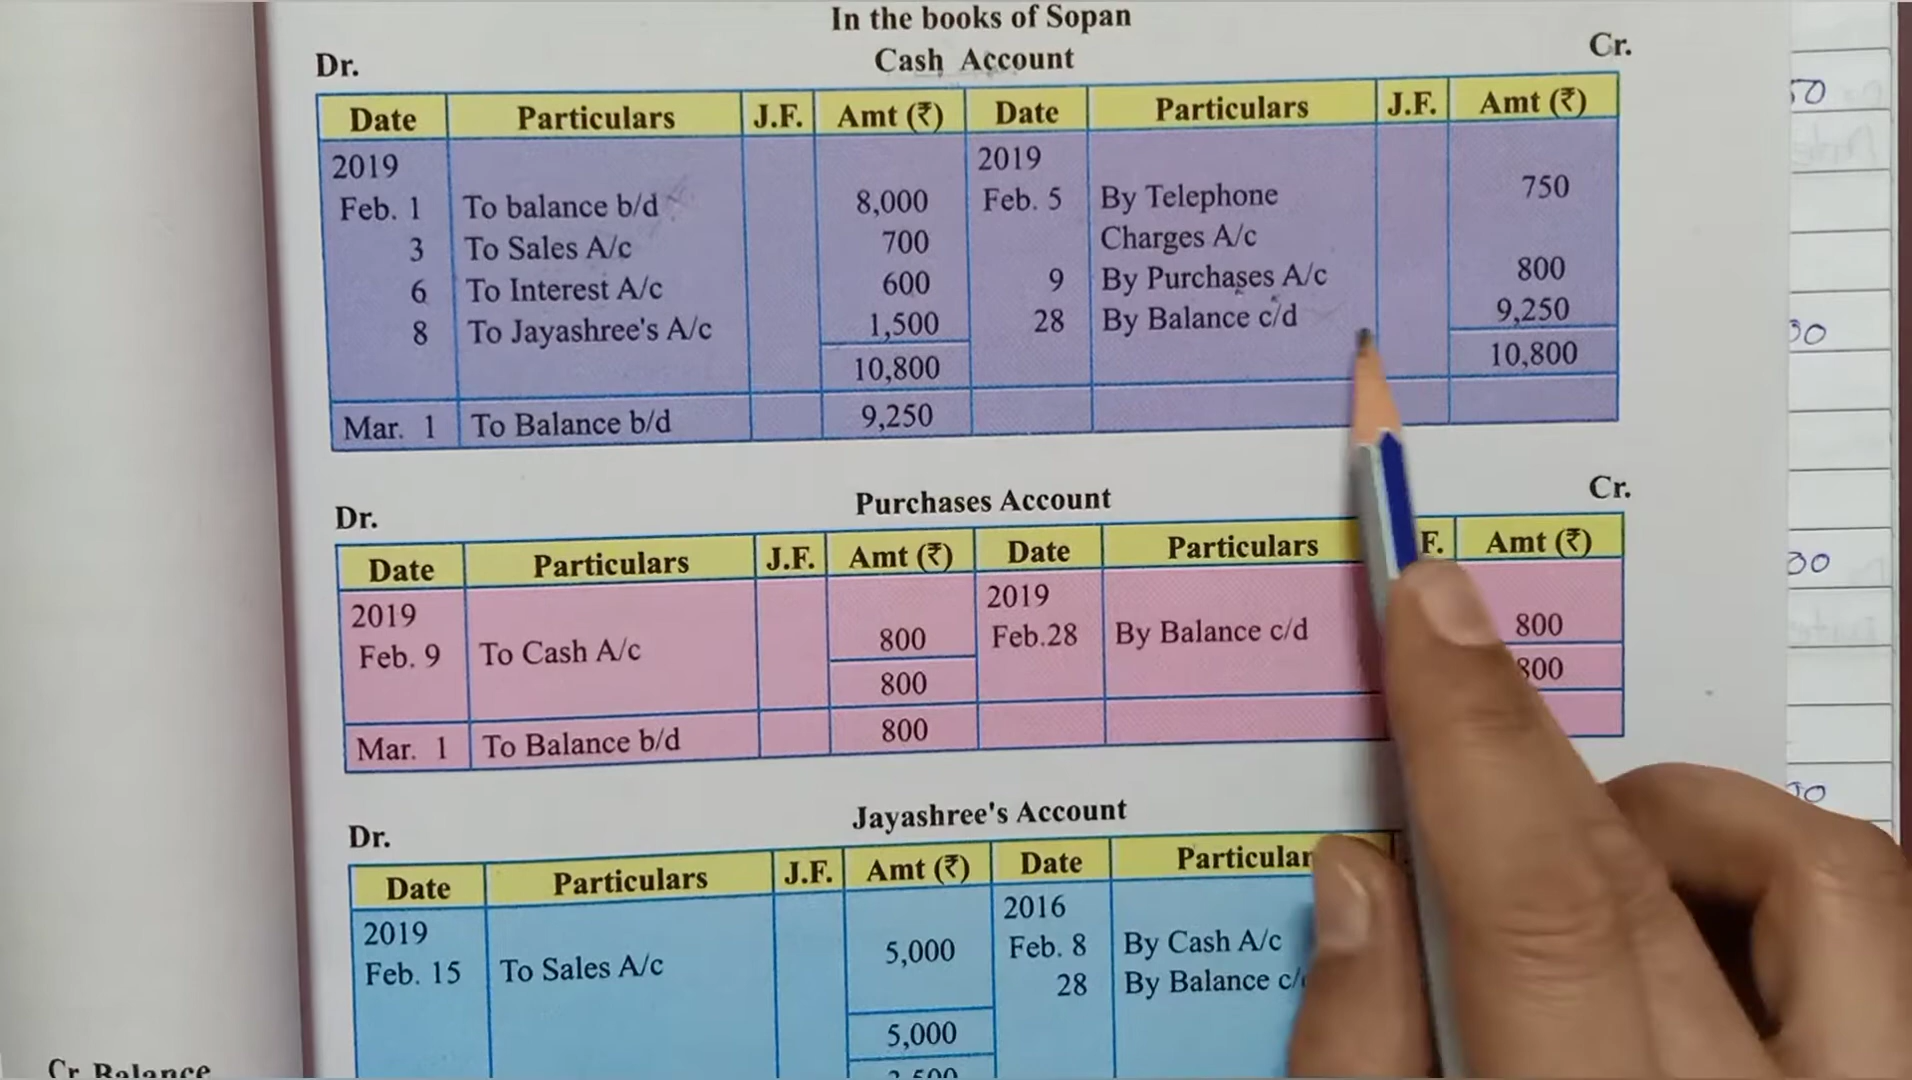 In the books of Sopan
Dr. Cash Account Cr.
Date Particulars J.F. Amt (₹) Date Particulars J.F. Amt (₹)
2019 2019
Feb. 1 To balance b/d 8,000 Feb. 5 By Telephone 750
3 To Sales A/c 700 Charges A/c
6 To Interest A/c 600 9 By Purchases A/c 800
8 To Jayashree's A/c 1,500 28 By Balance c/d 9,250
10,800 10,800
Mar. 1 To Balance b/d 9,250
Dr. Purchases Account Cr.
Date Particulars J.F. Amt (₹) Date Particulars F. Amt (₹)
2019 2019
Feb. 9 To Cash A/c 800 Feb.28 By Balance c/d 800
800 800
Mar. 1 To Balance b/d 800
Dr. Jayashree's Account
Date Particulars J.F. Amt (₹) Date Particular
2019 2016
Feb. 15 To Sales A/c 5,000 Feb. 8 By Cash A/c
28 By Balance c/
5,000
Cr Balance